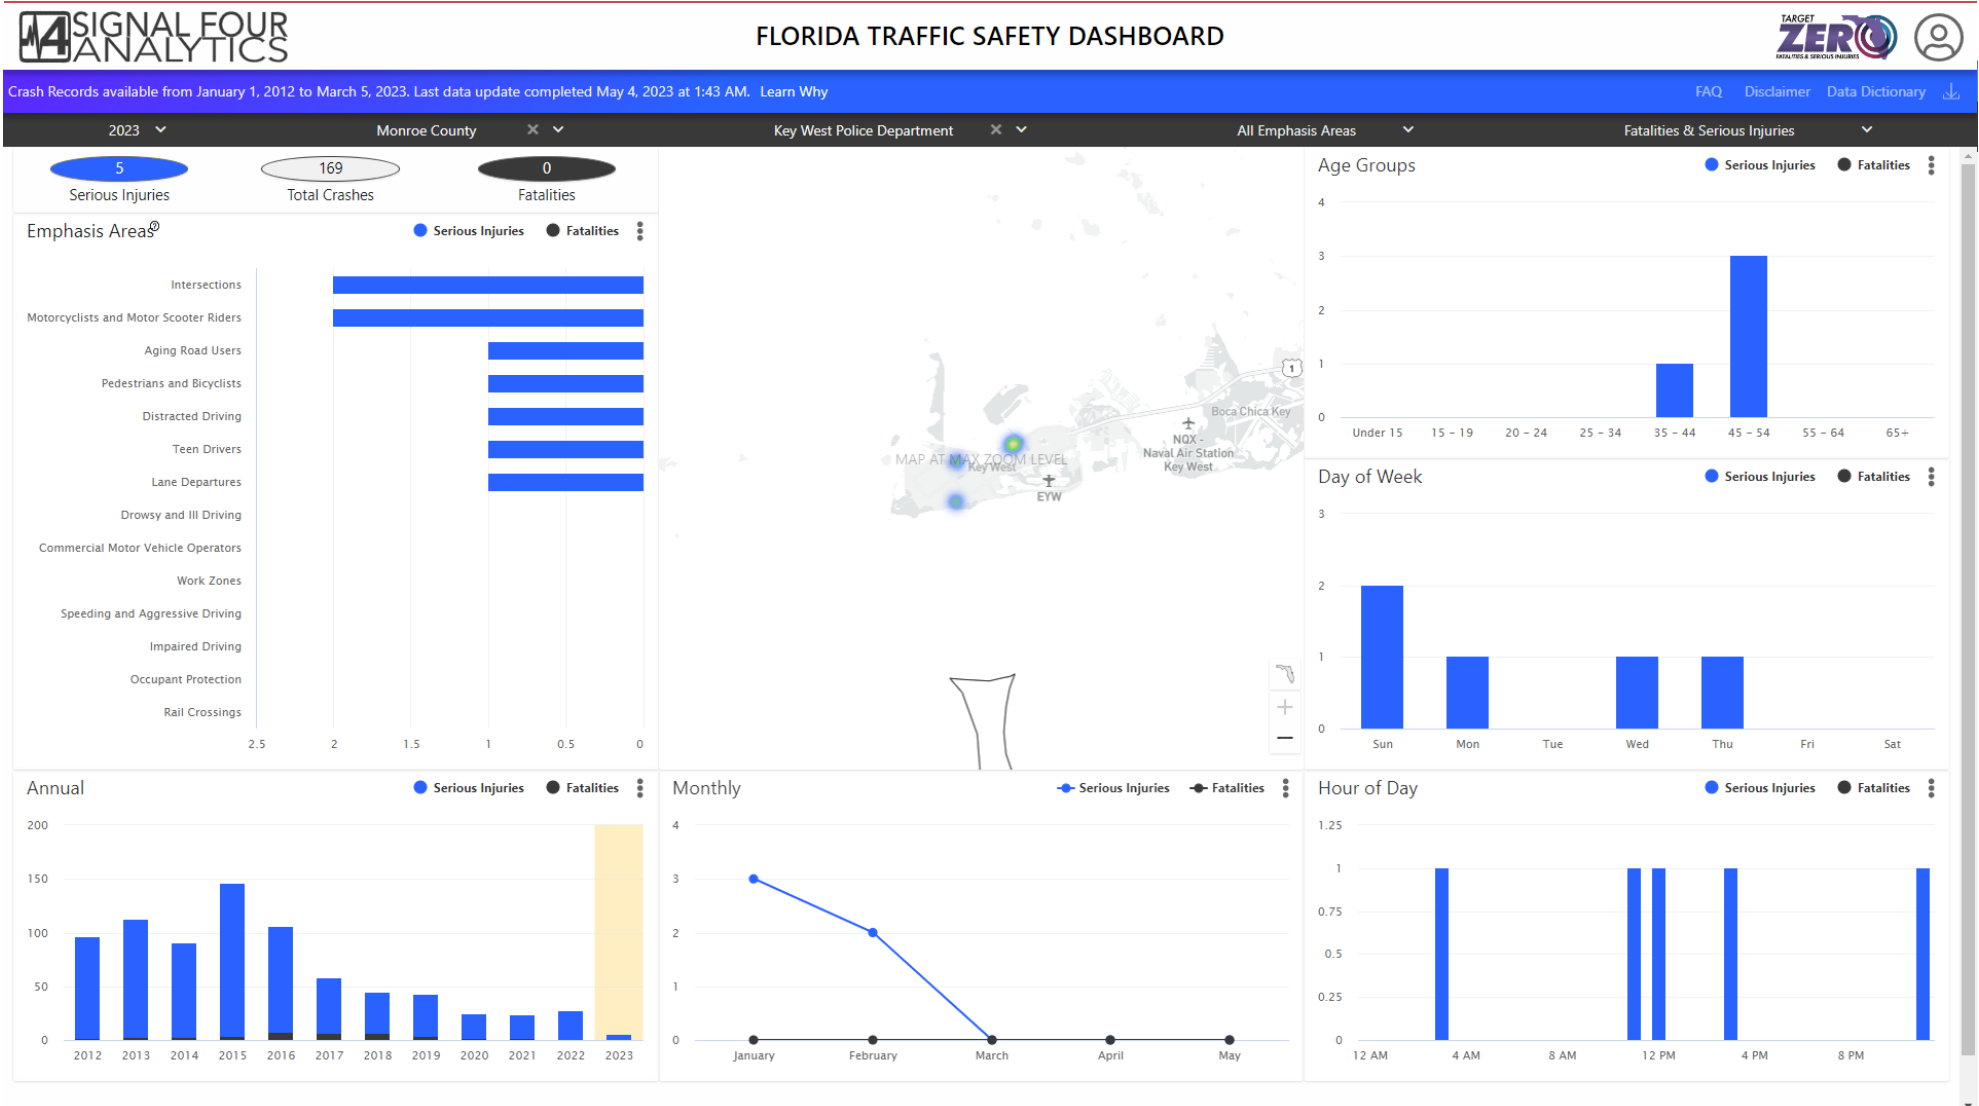 SIGNAL FOUR
ANALYTICS
FLORIDA TRAFFIC SAFETY DASHBOARD
TARGET
ZERO
FATALITIES & SERIOUS INJURIES
Crash Records available from January 1, 2012 to March 5, 2023. Last data update completed May 4, 2023 at 1:43 AM. Learn Why
FAQ Disclaimer Data Dictionary
2023 Monroe County Key West Police Department All Emphasis Areas Fatalities & Serious Injuries
5 169 0
Serious Injuries Total Crashes Fatalities
Emphasis Areas
Serious Injuries Fatalities
Intersections
Motorcyclists and Motor Scooter Riders
Aging Road Users
Pedestrians and Bicyclists
Distracted Driving
Teen Drivers
Lane Departures
Drowsy and Ill Driving
Commercial Motor Vehicle Operators
Work Zones
Speeding and Aggressive Driving
Impaired Driving
Occupant Protection
Rail Crossings
2.5 2 1.5 1 0.5 0
1
Boca Chica Key
NQX -
Naval Air Station
Key West
MAP AT MAX ZOOM LEVEL
Key West
EYW
Age Groups
Serious Injuries Fatalities
4
3
2
1
0
Under 15 15 - 19 20 - 24 25 - 34 35 - 44 45 - 54 55 - 64 65+
Day of Week
Serious Injuries Fatalities
3
2
1
0
Sun Mon Tue Wed Thu Fri Sat
Annual
Serious Injuries Fatalities
200
150
100
50
0
2012 2013 2014 2015 2016 2017 2018 2019 2020 2021 2022 2023
Monthly
Serious Injuries Fatalities
4
3
2
1
0
January February March April May
Hour of Day
Serious Injuries Fatalities
1.25
1
0.75
0.5
0.25
0
12 AM 4 AM 8 AM 12 PM 4 PM 8 PM